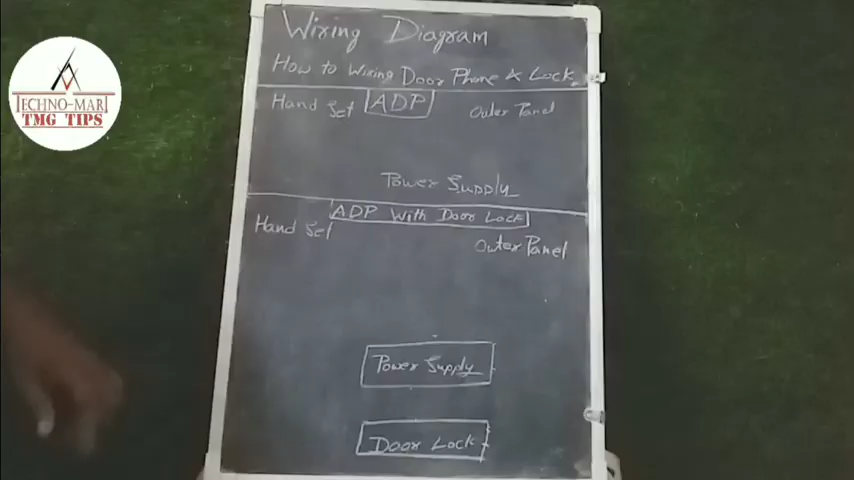 Wiring Diagram
How to Wiring Door Phone & Lock
Hand Set ADP Outer Panel
Power Supply
ADP With Door Lock
Hand Set
Outer Panel
Power Supply
Door Lock
TECHNO-MART
TMG TIPS